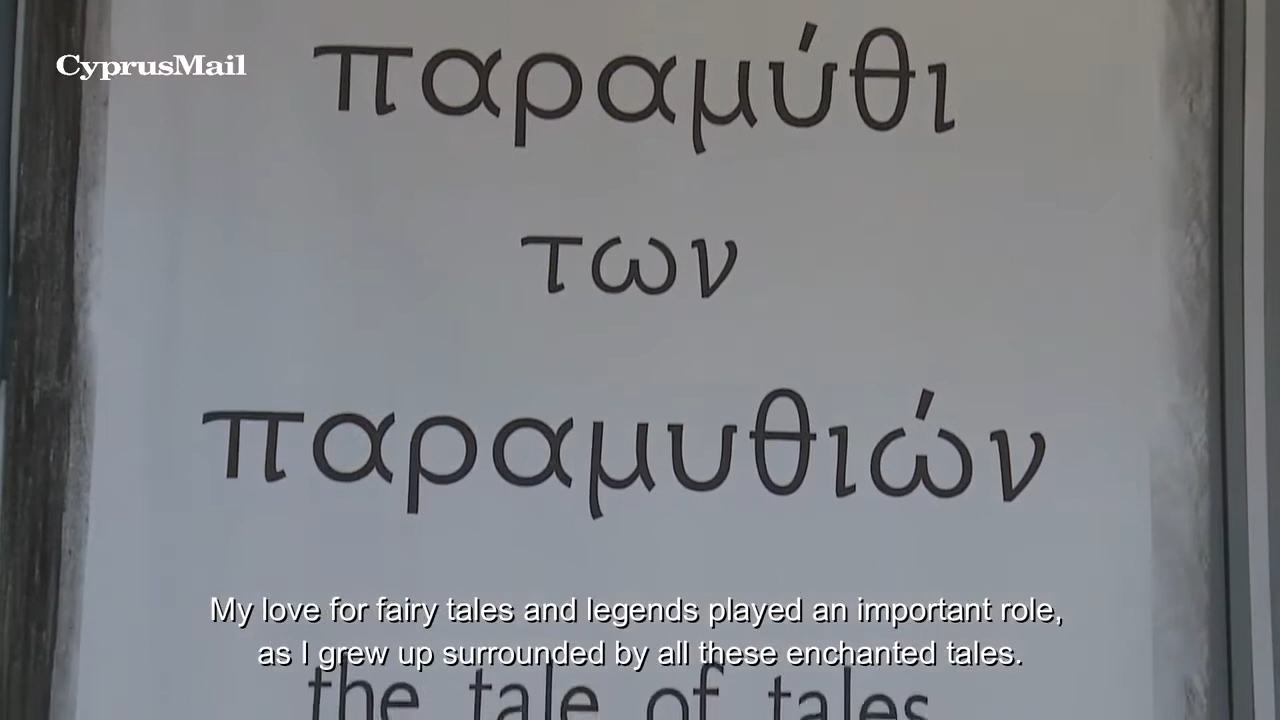 CyprusMail
παραμύθι
των
παραμυθιών
My love for fairy tales and legends played an important role,
as I grew up surrounded by all these enchanted tales.
the tale of tales